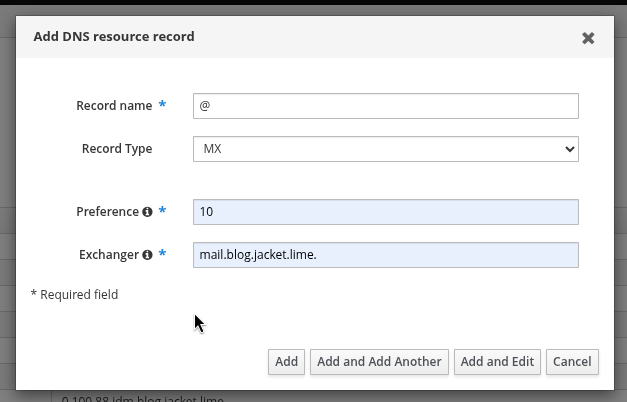 Add DNS resource record
Record name *
@
Record Type
MX
Preference *
10
Exchanger *
mail.blog.jacket.lime.
* Required field
Add
Add and Add Another
Add and Edit
Cancel
0 100 88 idm.blog.jacket.lime.